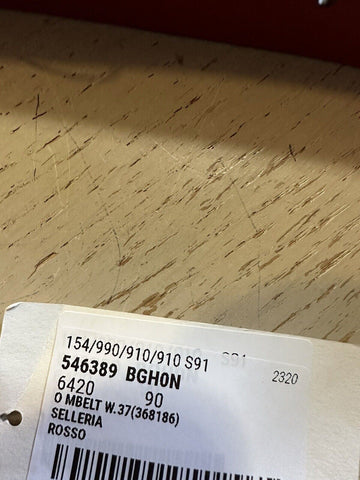 154/990/910/910 S91
546389 BGH0N 2320
6420 90
O MBELT W.37(368186)
SELLERIA
ROSSO